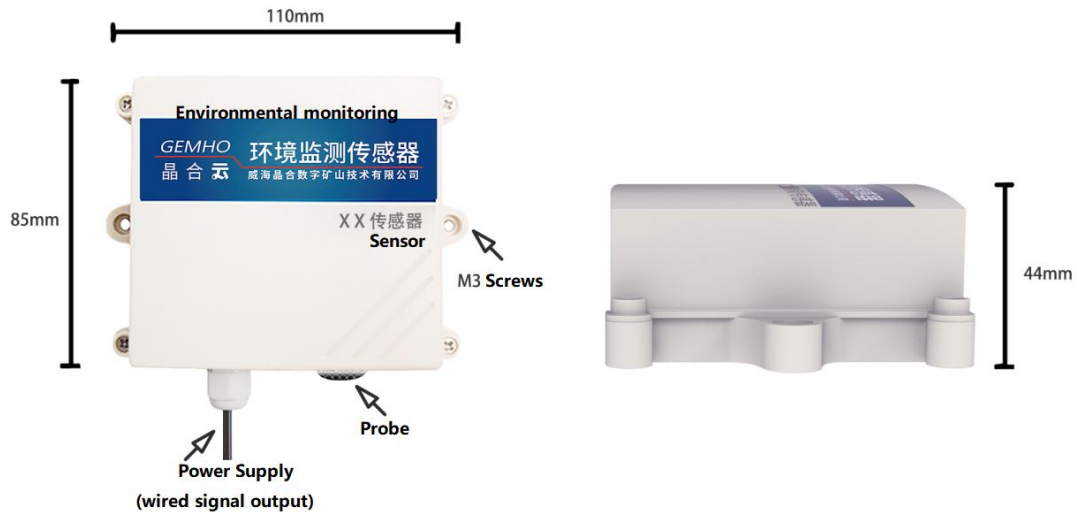 110mm
Environmental monitoring
GEMHO
晶合云
环境监测传感器
威海晶合数字矿山技术有限公司
85mm
XX传感器
Sensor
M3 Screws
44mm
Probe
Power Supply
(wired signal output)